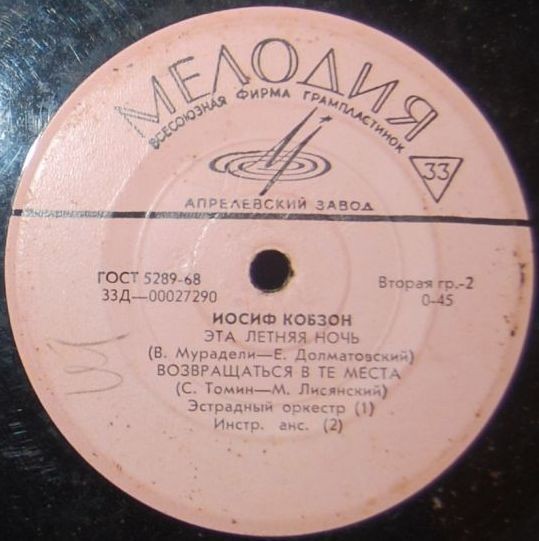 МЕЛОДИЯ
ВСЕСОЮЗНАЯ ФИРМА ГРАМПЛАСТИНОК
33
АПРЕЛЕВСКИЙ ЗАВОД
ГОСТ 5289-68 Вторая гр.-2
33Д—00027290 0-45
ИОСИФ КОБЗОН
ЭТА ЛЕТНЯЯ НОЧЬ
(В. Мурадели—Е. Долматовский)
ВОЗВРАЩАТЬСЯ В ТЕ МЕСТА
(С. Томин—М. Лисянский)
Эстрадный оркестр (1)
Инстр. анс. (2)